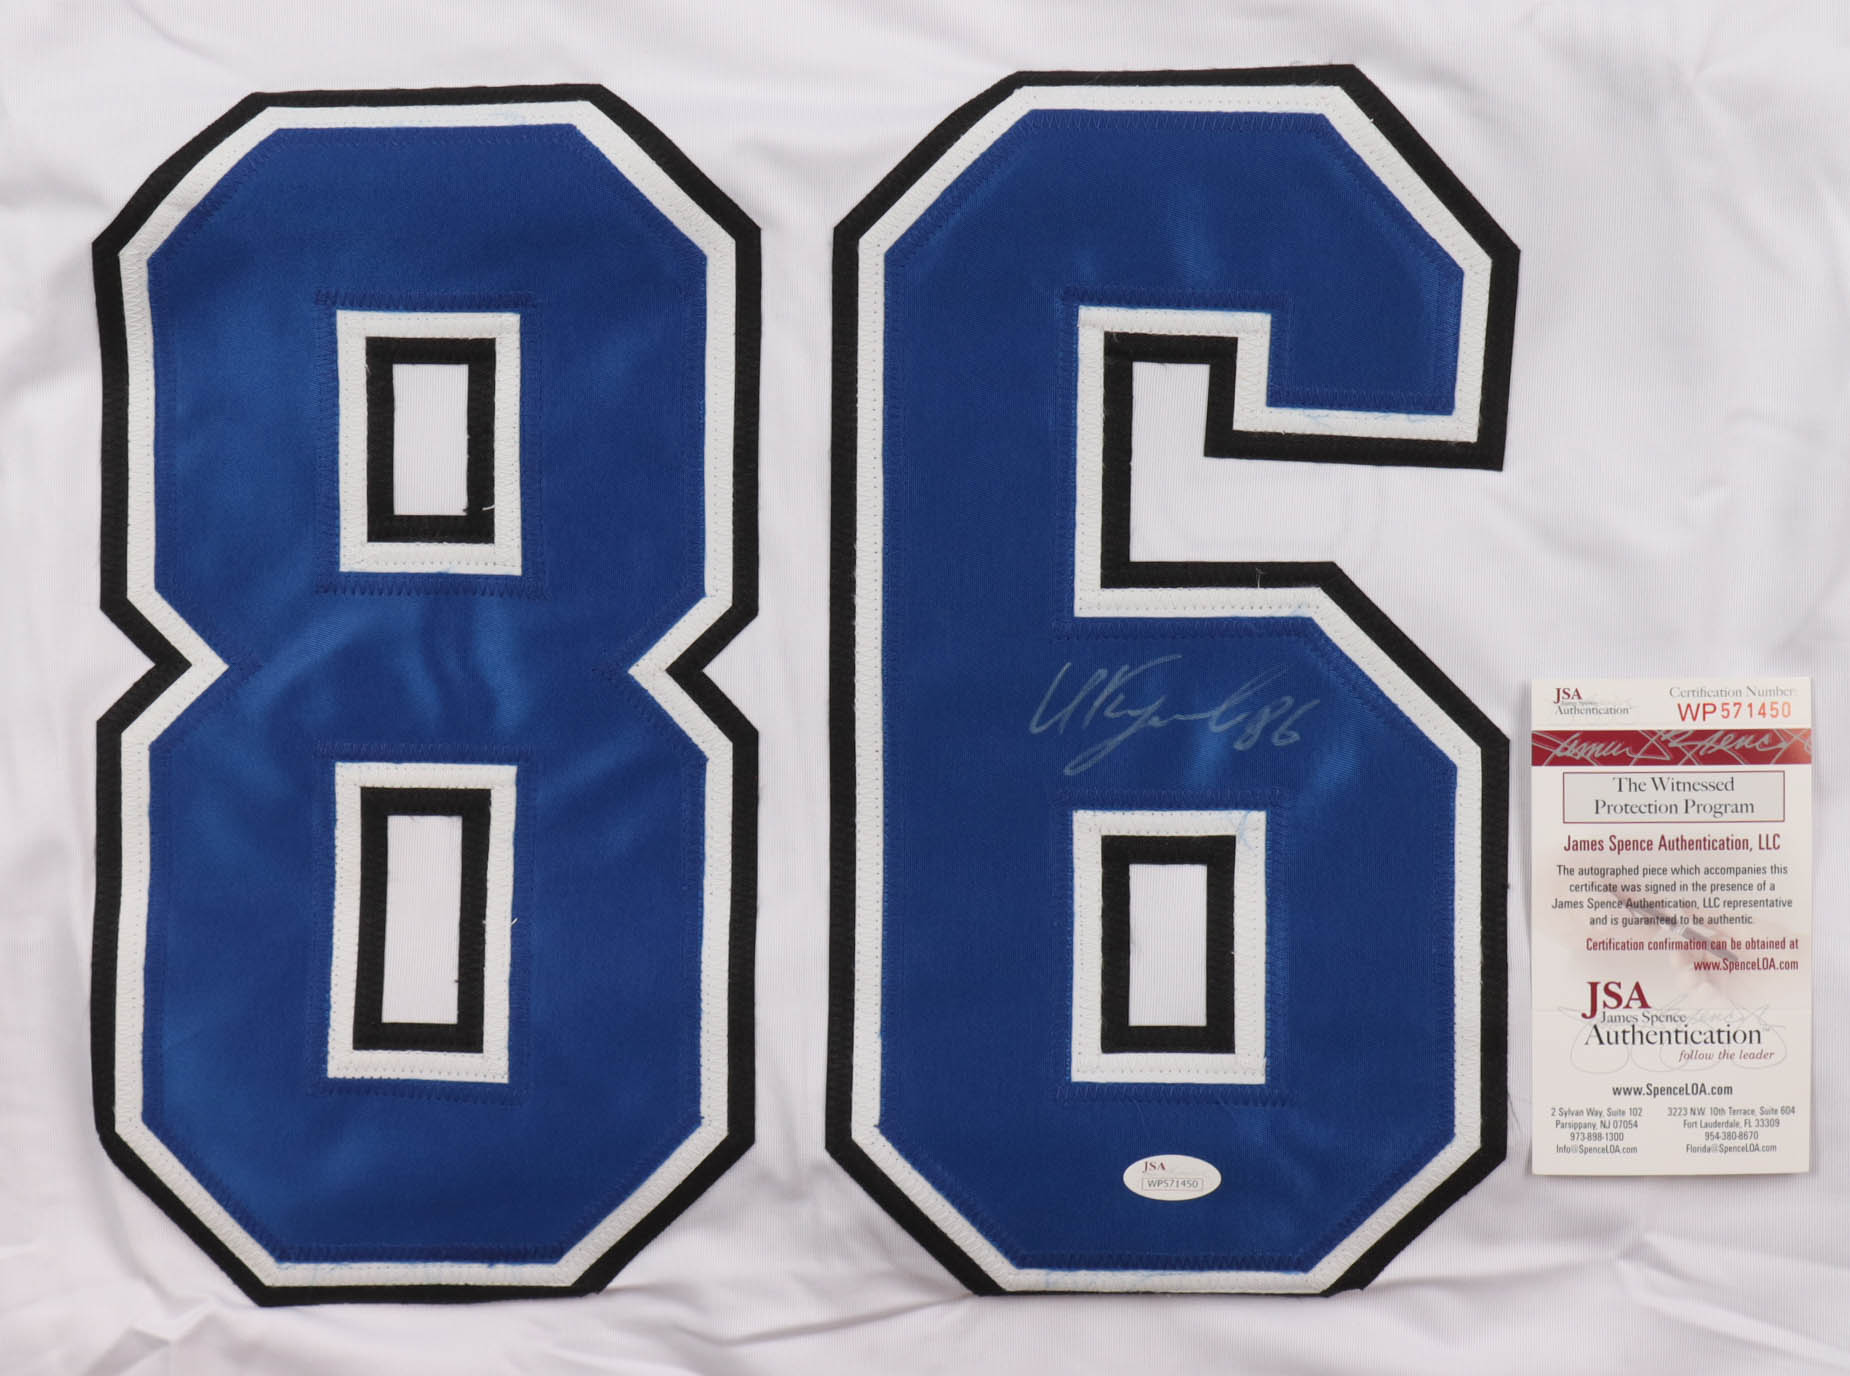 86
86
JSA
WP571450
JSA
James Spence
Authentication
Certification Number:
WP571450
The Witnessed
Protection Program
James Spence Authentication, LLC
The autographed piece which accompanies this
certificate was signed in the presence of a
James Spence Authentication, LLC representative
and is guaranteed to be authentic.
Certification confirmation can be obtained at
www.SpenceLOA.com
JSA
James Spence
Authentication
follow the leader
www.SpenceLOA.com
2 Sylvan Way, Suite 102
Parsippany, NJ 07054
973-898-1300
Info@SpenceLOA.com
3223 N.W. 10th Terrace, Suite 604
Fort Lauderdale, FL 33309
954-380-8670
Florida@SpenceLOA.com